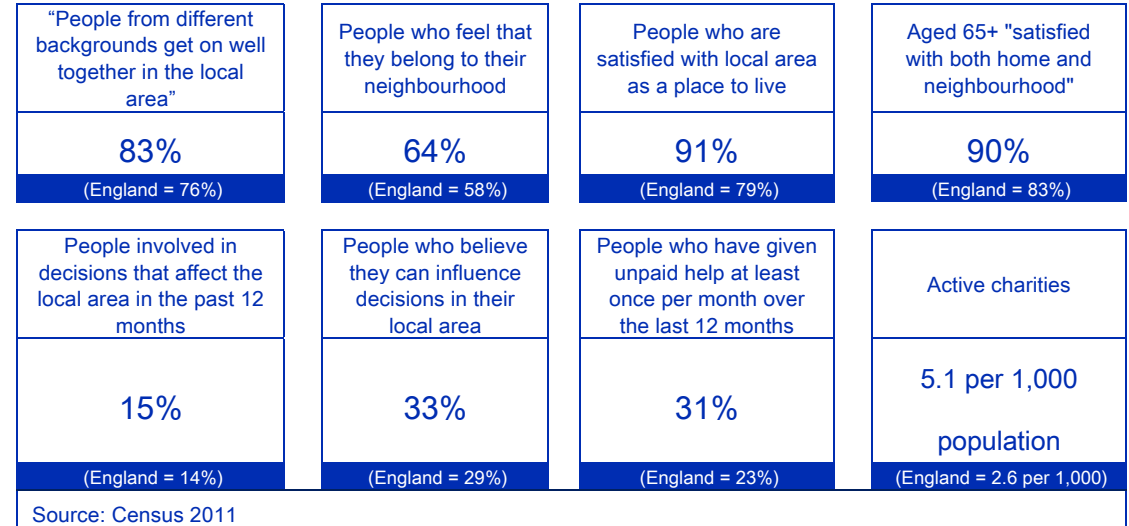 “People from different
backgrounds get on well
together in the local
area”
83%
(England = 76%)
People who feel that
they belong to their
neighbourhood
64%
(England = 58%)
People who are
satisfied with local area
as a place to live
91%
(England = 79%)
Aged 65+ "satisfied
with both home and
neighbourhood"
90%
(England = 83%)
People involved in
decisions that affect the
local area in the past 12
months
15%
(England = 14%)
People who believe
they can influence
decisions in their
local area
33%
(England = 29%)
People who have given
unpaid help at least
once per month over
the last 12 months
31%
(England = 23%)
Active charities
5.1 per 1,000
population
(England = 2.6 per 1,000)
Source: Census 2011